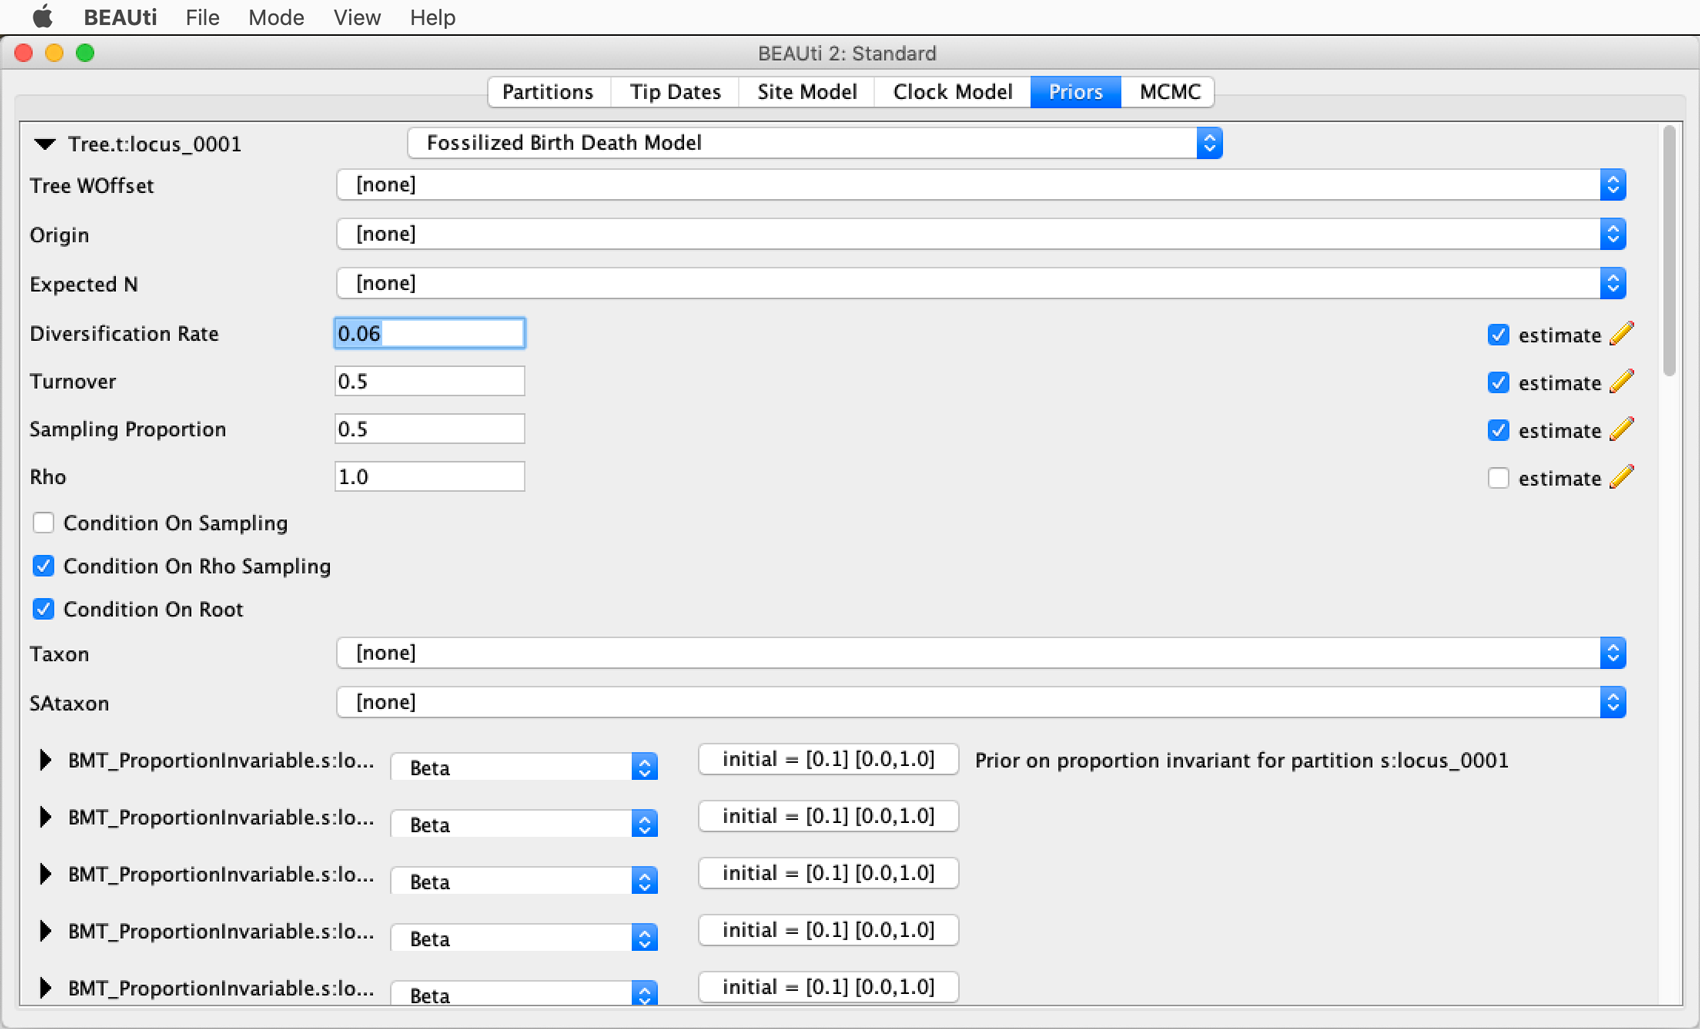 BEAUti File Mode View Help
BEAUti 2: Standard
Partitions Tip Dates Site Model Clock Model Priors MCMC
Tree.t:locus_0001 Fossilized Birth Death Model
Tree WOffset [none]
Origin [none]
Expected N [none]
Diversification Rate 0.06 estimate
Turnover 0.5 estimate
Sampling Proportion 0.5 estimate
Rho 1.0 estimate
Condition On Sampling
Condition On Rho Sampling
Condition On Root
Taxon [none]
SAtaxon [none]
BMT_ProportionInvariable.s:lo... Beta initial = [0.1] [0.0,1.0] Prior on proportion invariant for partition s:locus_0001
BMT_ProportionInvariable.s:lo... Beta initial = [0.1] [0.0,1.0]
BMT_ProportionInvariable.s:lo... Beta initial = [0.1] [0.0,1.0]
BMT_ProportionInvariable.s:lo... Beta initial = [0.1] [0.0,1.0]
BMT_ProportionInvariable.s:lo... Beta initial = [0.1] [0.0,1.0]